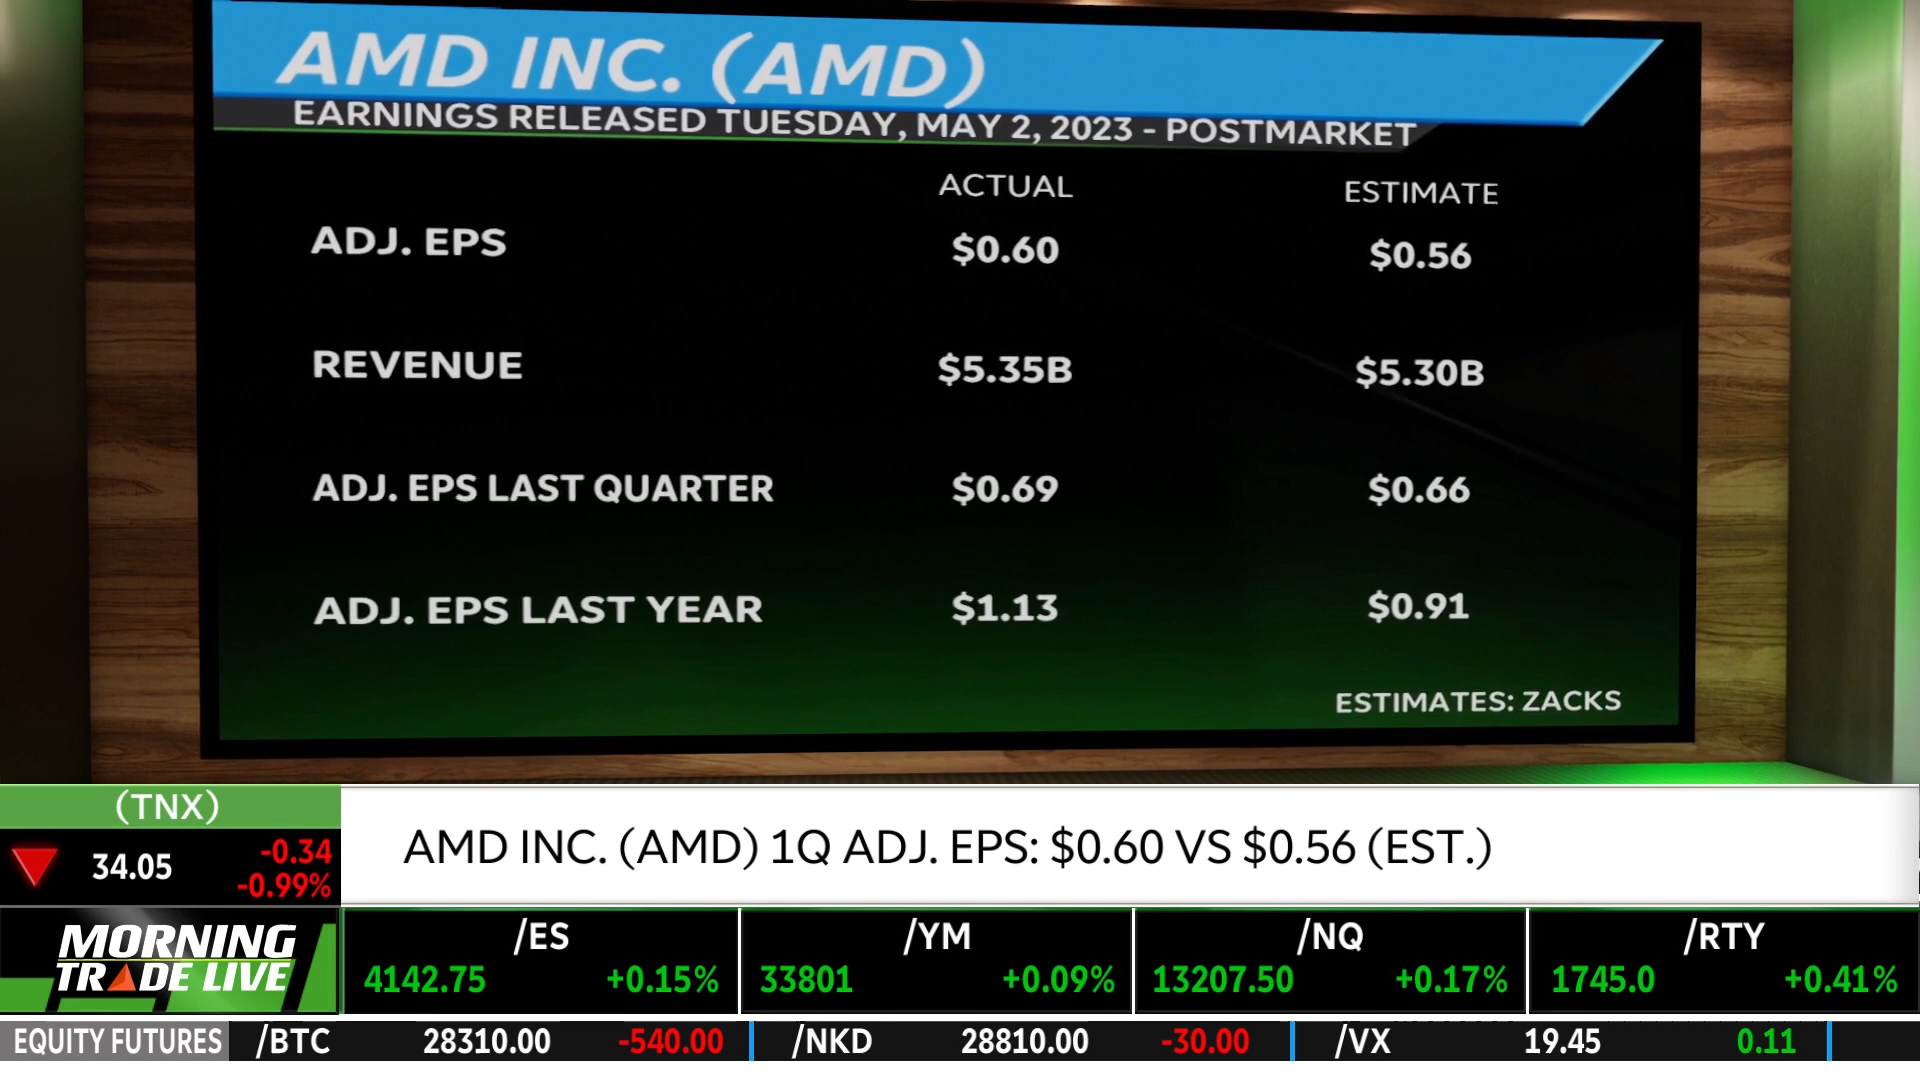 AMD INC. (AMD)
EARNINGS RELEASED TUESDAY, MAY 2, 2023 - POSTMARKET
ACTUAL ESTIMATE
ADJ. EPS $0.60 $0.56
REVENUE $5.35B $5.30B
ADJ. EPS LAST QUARTER $0.69 $0.66
ADJ. EPS LAST YEAR $1.13 $0.91
ESTIMATES: ZACKS
(TNX)
34.05 -0.34
-0.99%
AMD INC. (AMD) 1Q ADJ. EPS: $0.60 VS $0.56 (EST.)
MORNING
TRADE LIVE
/ES
4142.75 +0.15%
/YM
33801 +0.09%
/NQ
13207.50 +0.17%
/RTY
1745.0 +0.41%
EQUITY FUTURES /BTC 28310.00 -540.00 /NKD 28810.00 -30.00 /VX 19.45 0.11